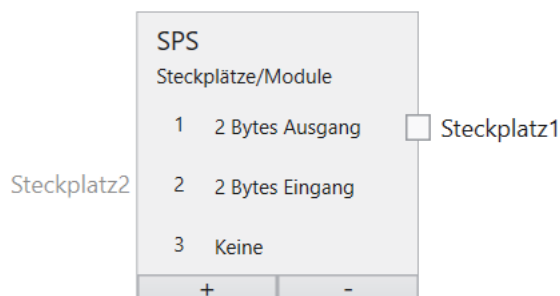 SPS
Steckplätze/Module
1 2 Bytes Ausgang
Steckplatz1
Steckplatz2
2 2 Bytes Eingang
3 Keine
+ -